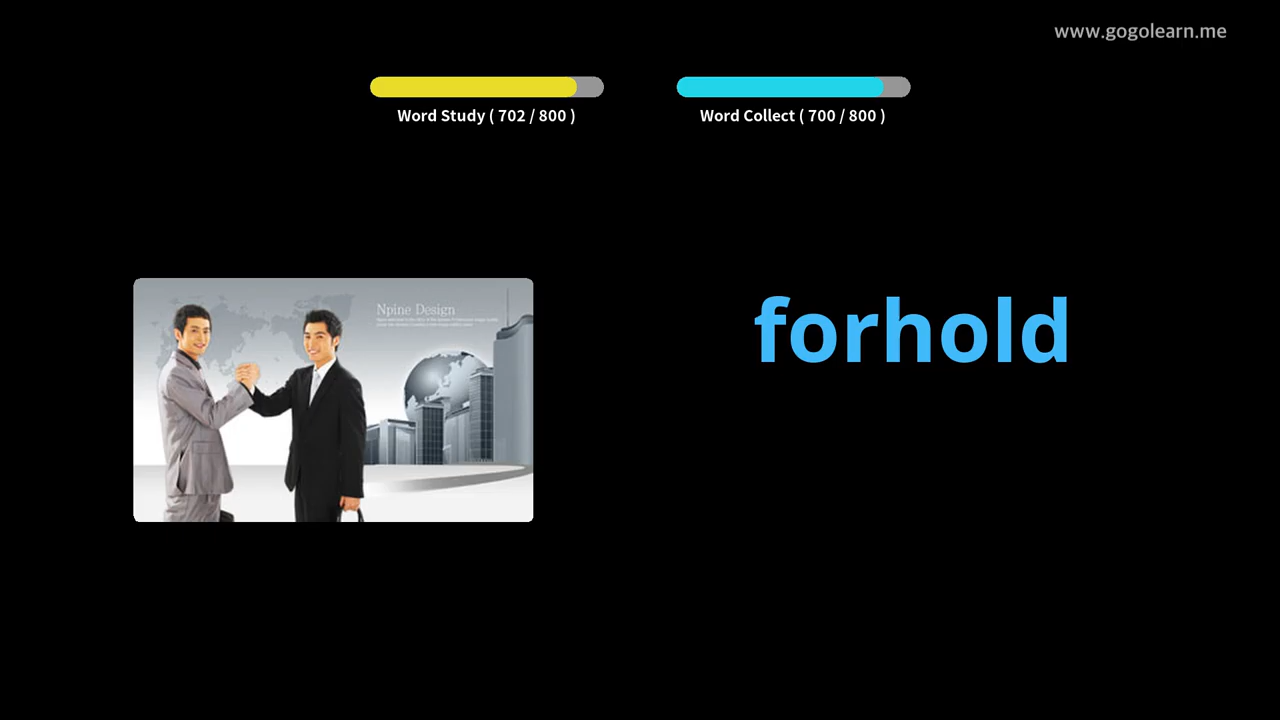 www.gogolearn.me
Word Study ( 702 / 800 )
Word Collect ( 700 / 800 )
Npine Design
forhold